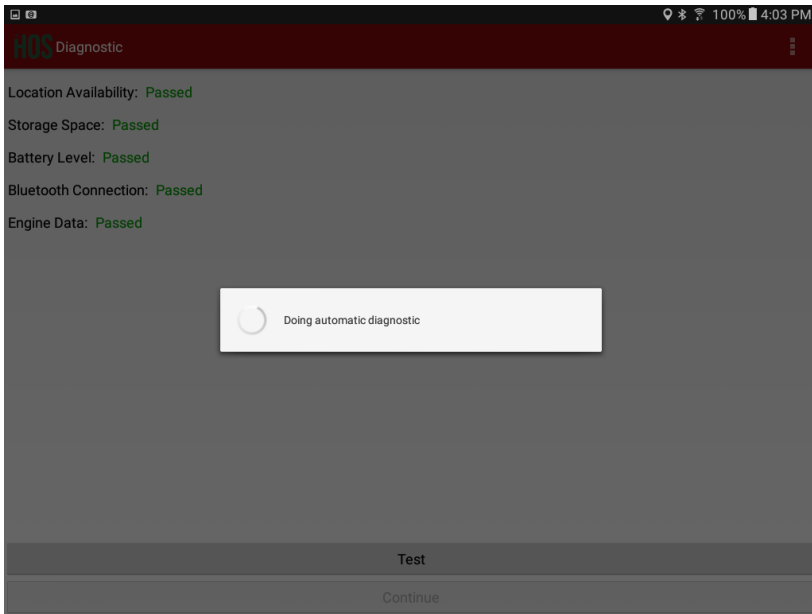 100% 4:03 PM
HOS Diagnostic
Location Availability: Passed
Storage Space: Passed
Battery Level: Passed
Bluetooth Connection: Passed
Engine Data: Passed
Doing automatic diagnostic
Test
Continue